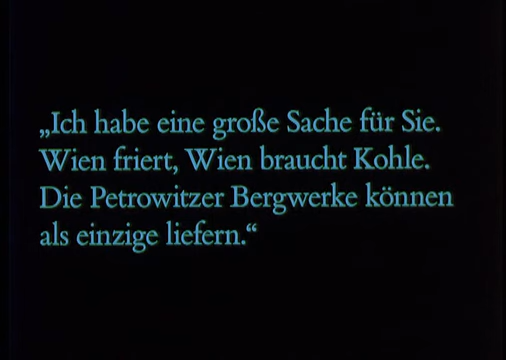 „Ich habe eine große Sache für Sie.
Wien friert, Wien braucht Kohle.
Die Petrowitzer Bergwerke können
als einzige liefern.“